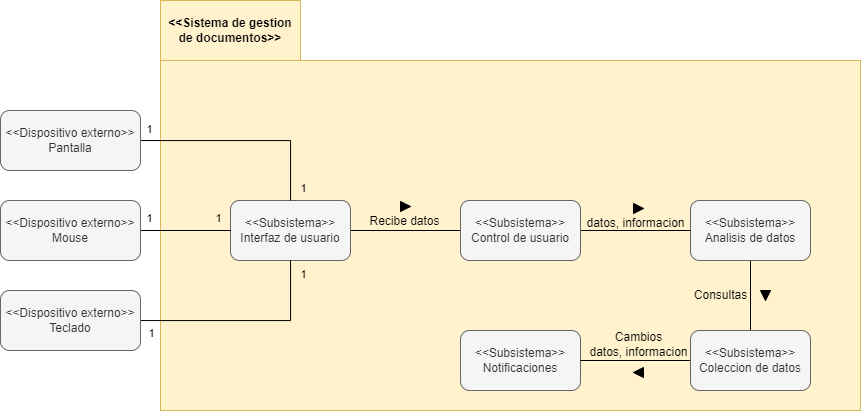 <<Sistema de gestion
de documentos>>
<<Dispositivo externo>>
Pantalla
1
1
<<Dispositivo externo>>
Mouse
1
1
<<Subsistema>>
Interfaz de usuario
Recibe datos
<<Subsistema>>
Control de usuario
datos, informacion
<<Subsistema>>
Analisis de datos
1
<<Dispositivo externo>>
Teclado
1
Consultas
<<Subsistema>>
Notificaciones
Cambios
datos, informacion
<<Subsistema>>
Coleccion de datos